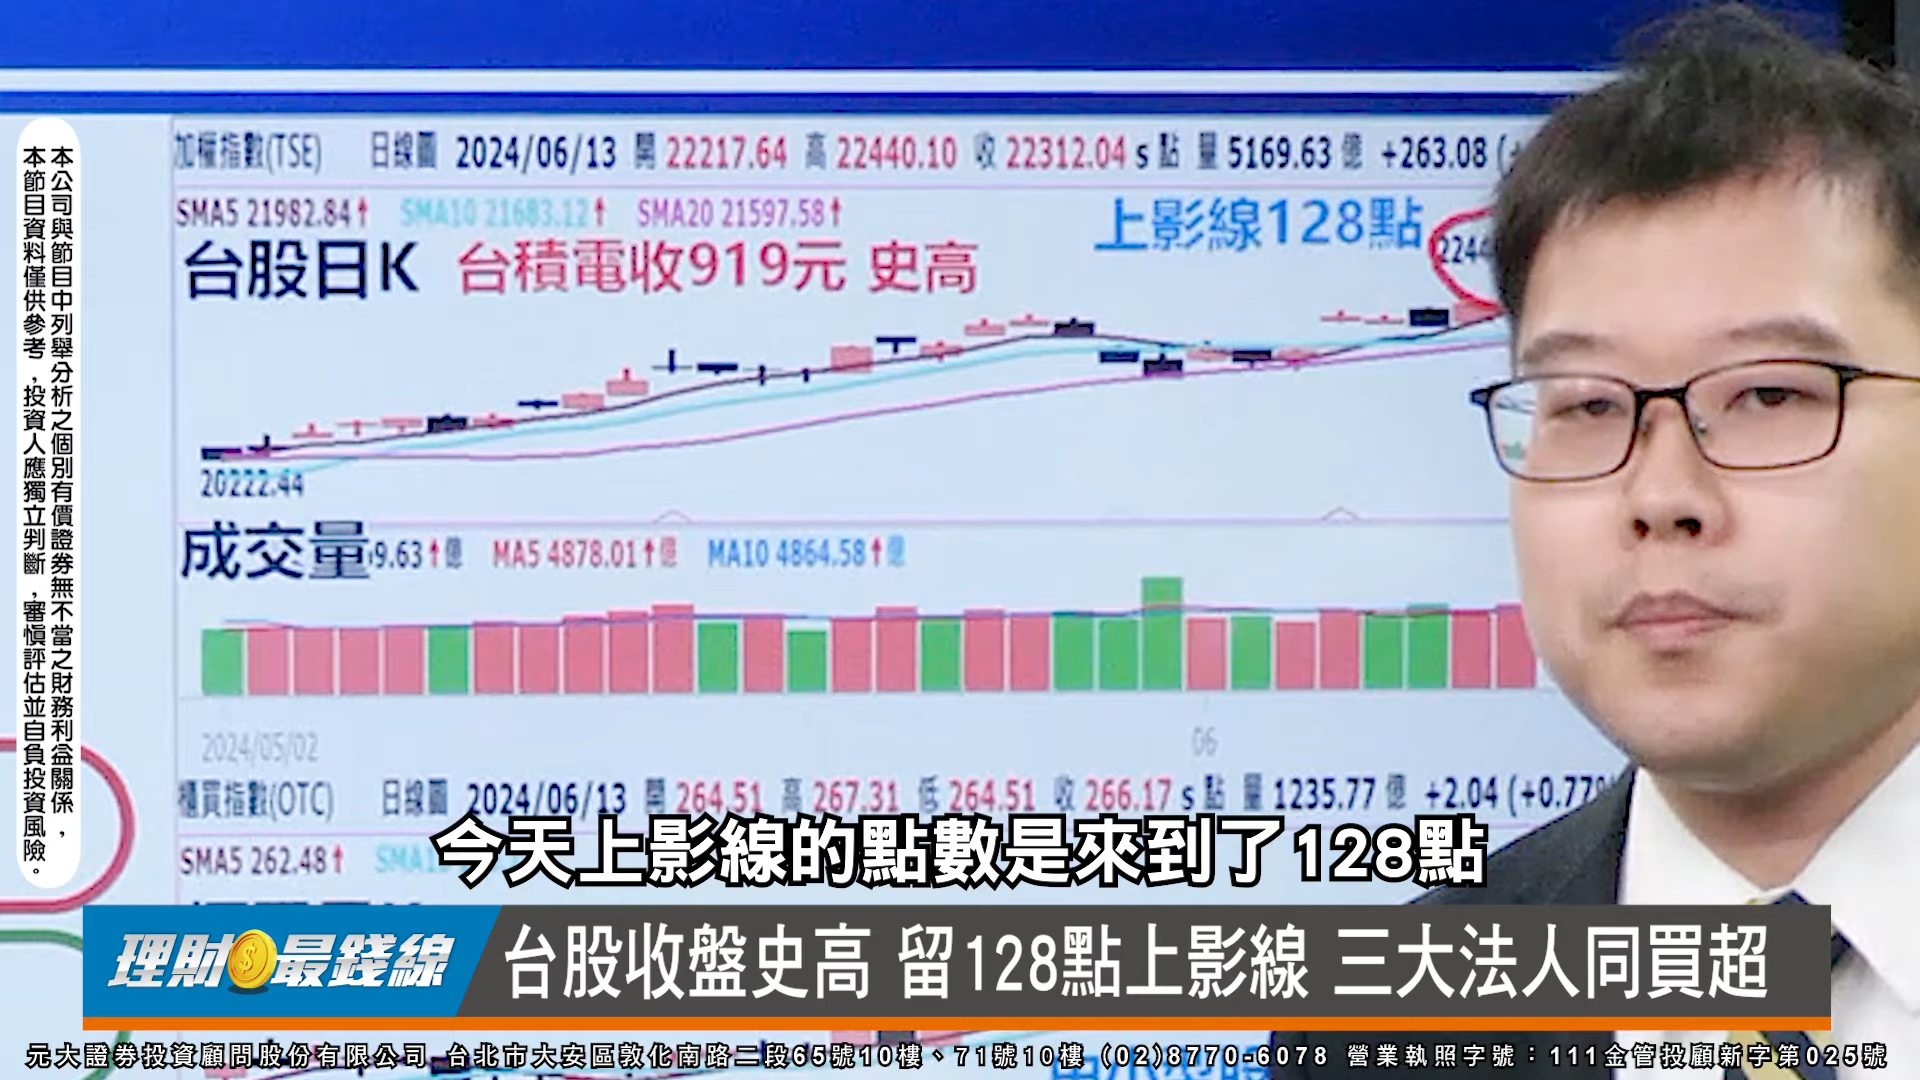 加權指數(TSE) 日線圖 2024/06/13 開 22217.64 高 22440.10 收 22312.04 s 點 量 5169.63 億 +263.08
SMA5 21982.84↑ SMA10 21683.12↑ SMA20 21597.58↑
上影線128點
台股日K 台積電收919元 史高
20222.44
成交量 9.63↑億 MA5 4878.01↑億 MA10 4864.58↑億
2024/05/02 06
櫃買指數(OTC) 日線圖 2024/06/13 開 264.51 高 267.31 低 264.51 收 266.17 s 點 量 1235.77 億 +2.04 (+0.77%
SMA5 262.48↑
本公司與節目中列舉分析之個別有價證券無不當之財務利益關係，
本節目資料僅供參考，投資人應獨立判斷，審慎評估並自負投資風險。
今天上影線的點數是來到了128點
理財最錢線
台股收盤史高 留128點上影線 三大法人同買超
元大證券投資顧問股份有限公司 台北市大安區敦化南路二段65號10樓、71號10樓 (02)8770-6078 營業執照字號：111金管投顧新字第025號